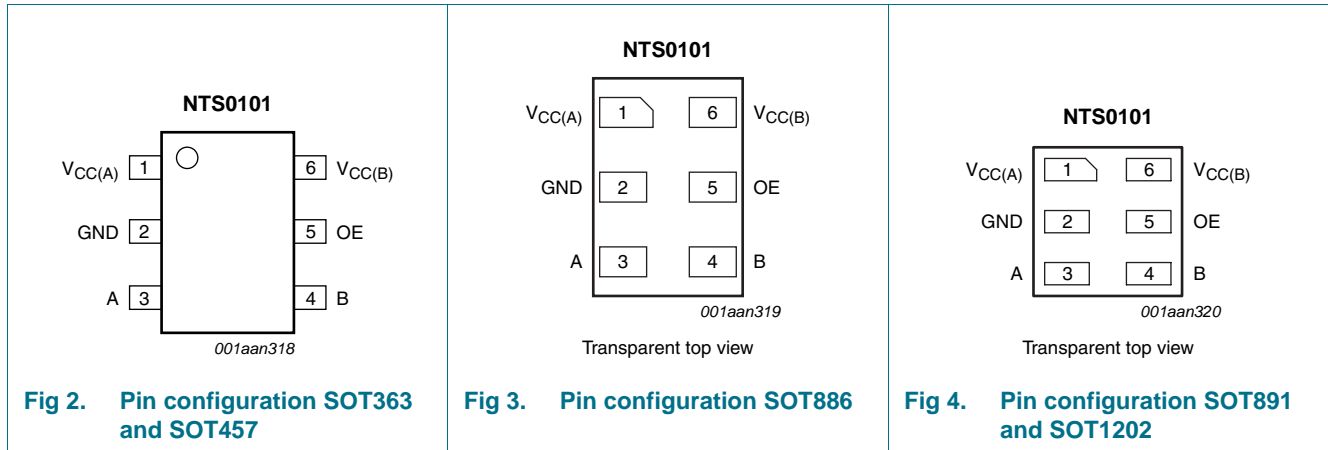 NTS0101
VCC(A) 1 6 VCC(B)
GND 2 5 OE
A 3 4 B
001aan318
Fig 2. Pin configuration SOT363
and SOT457
NTS0101
VCC(A) 1 6 VCC(B)
GND 2 5 OE
A 3 4 B
001aan319
Transparent top view
Fig 3. Pin configuration SOT886
NTS0101
VCC(A) 1 6 VCC(B)
GND 2 5 OE
A 3 4 B
001aan320
Transparent top view
Fig 4. Pin configuration SOT891
and SOT1202